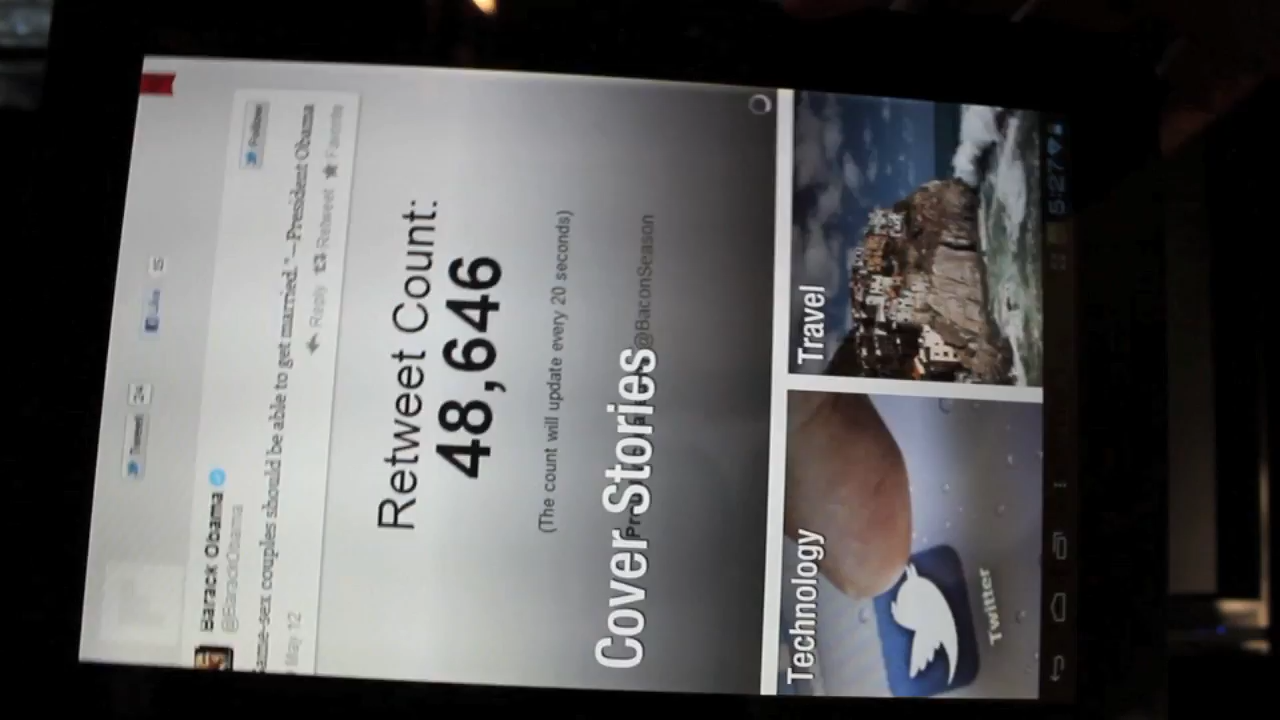 Tweet 24
Like 15
Barack Obama
@BarackObama
Follow
same-sex couples should be able to get married."—President Obama
May 12
Reply Retweet Favorite
Retweet Count:
48,646
(The count will update every 20 seconds)
@BaconSeason
Cover Stories
Technology
Travel
Twitter
5:27